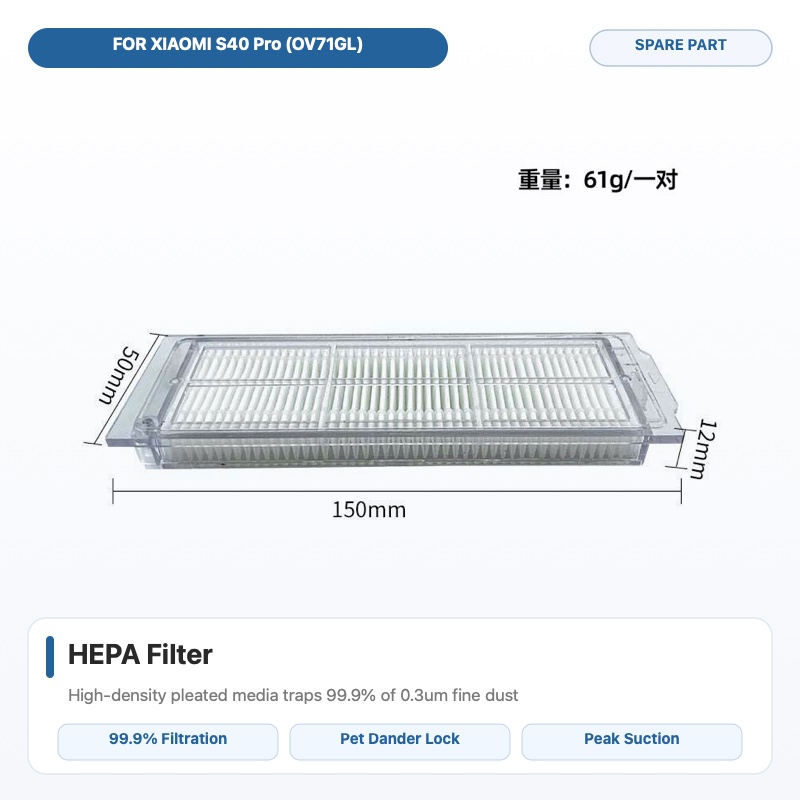 FOR XIAOMI S40 Pro (OV71GL)
SPARE PART
重量：61g/一对
50mm
12mm
150mm
HEPA Filter
High-density pleated media traps 99.9% of 0.3um fine dust
99.9% Filtration
Pet Dander Lock
Peak Suction